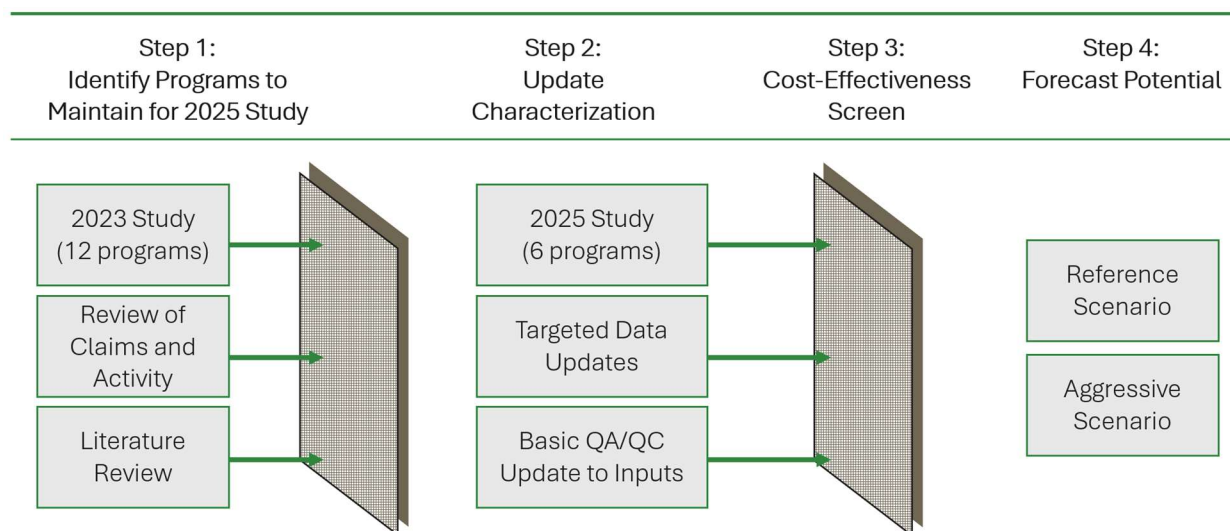 Step 1:
Identify Programs to
Maintain for 2025 Study
Step 2:
Update
Characterization
Step 3:
Cost-Effectiveness
Screen
Step 4:
Forecast Potential
2023 Study
(12 programs)
Review of
Claims and
Activity
Literature
Review
2025 Study
(6 programs)
Targeted Data
Updates
Basic QA/QC
Update to Inputs
Reference
Scenario
Aggressive
Scenario